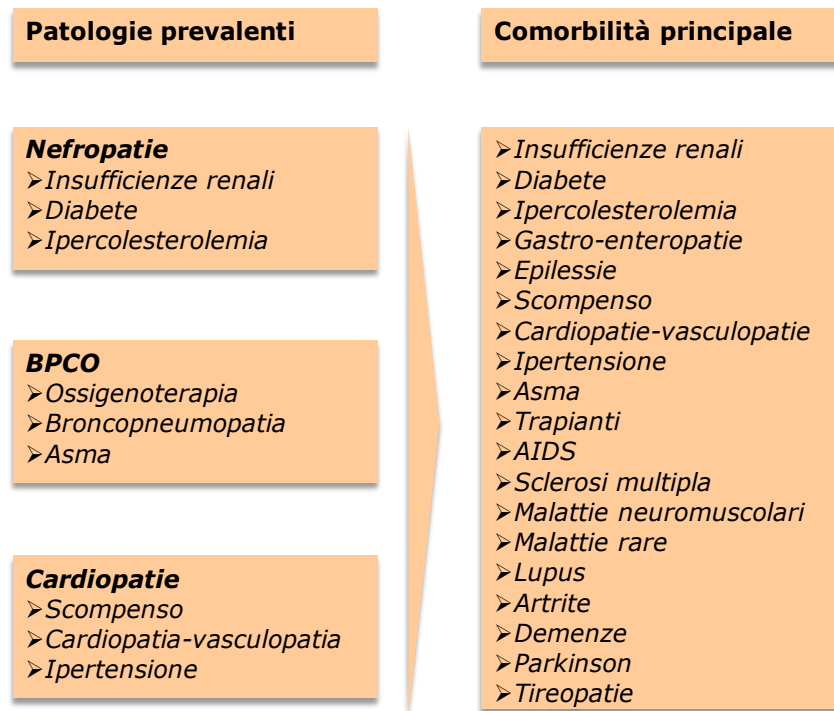 Patologie prevalenti
Comorbilità principale
Nefropatie
➢Insufficienze renali
➢Diabete
➢Ipercolesterolemia
BPCO
➢Ossigenoterapia
➢Broncopneumopatia
➢Asma
Cardiopatie
➢Scompenso
➢Cardiopatia-vasculopatia
➢Ipertensione
➢Insufficienze renali
➢Diabete
➢Ipercolesterolemia
➢Gastro-enteropatie
➢Epilessie
➢Scompenso
➢Cardiopatie-vasculopatie
➢Ipertensione
➢Asma
➢Trapianti
➢AIDS
➢Sclerosi multipla
➢Malattie neuromuscolari
➢Malattie rare
➢Lupus
➢Artrite
➢Demenze
➢Parkinson
➢Tireopatie